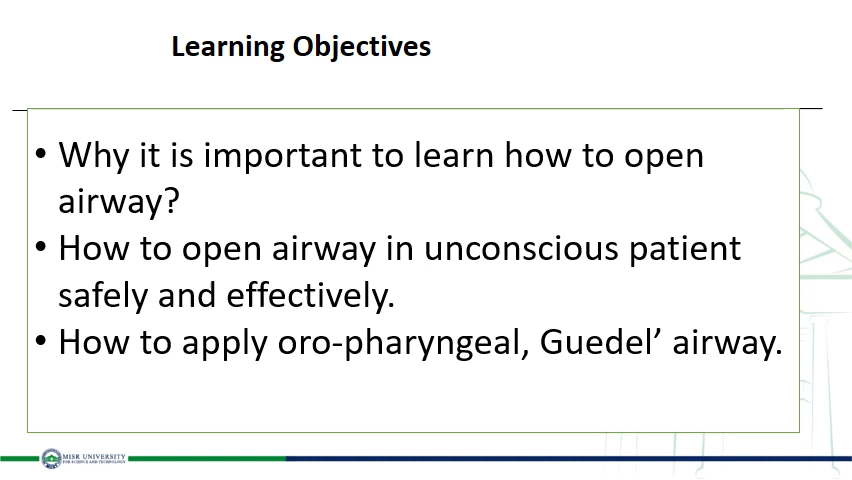 Learning Objectives
• Why it is important to learn how to open
airway?
• How to open airway in unconscious patient
safely and effectively.
• How to apply oro-pharyngeal, Guedel’ airway.
MISR UNIVERSITY
FOR SCIENCE AND TECHNOLOGY